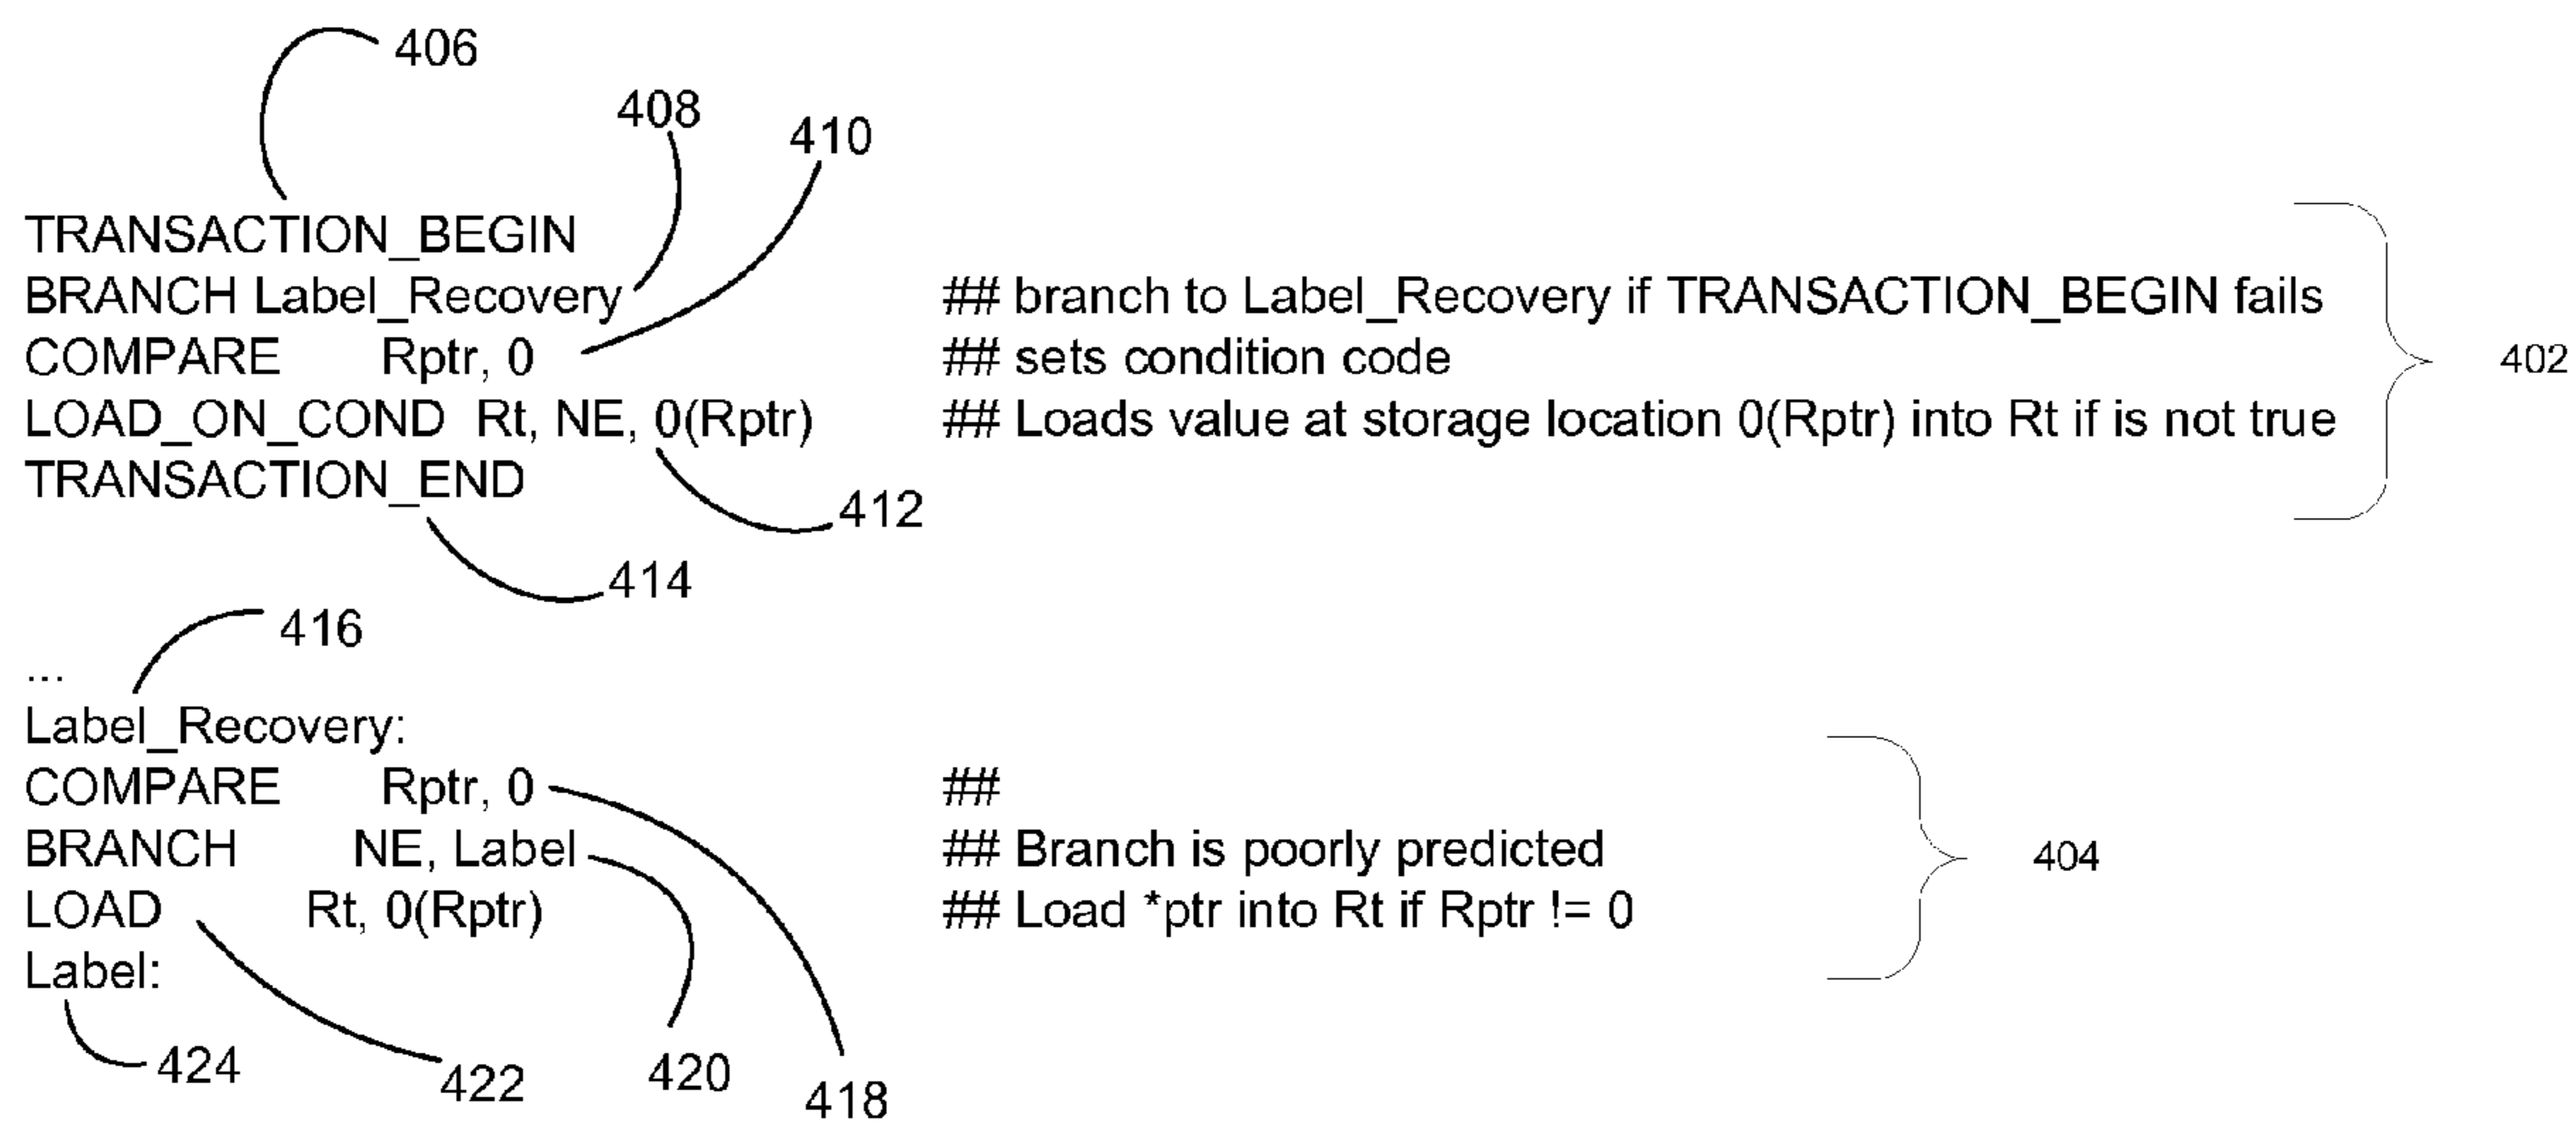 406
408
410
TRANSACTION_BEGIN
BRANCH Label_Recovery ## branch to Label_Recovery if TRANSACTION_BEGIN fails
COMPARE Rptr, 0 ## sets condition code
402
LOAD_ON_COND Rt, NE, 0(Rptr) ## Loads value at storage location 0(Rptr) into Rt if is not true
TRANSACTION_END
412
414
416
...
Label_Recovery:
COMPARE Rptr, 0 ##
BRANCH NE, Label ## Branch is poorly predicted
404
LOAD Rt, 0(Rptr) ## Load *ptr into Rt if Rptr != 0
Label:
424
422
420
418